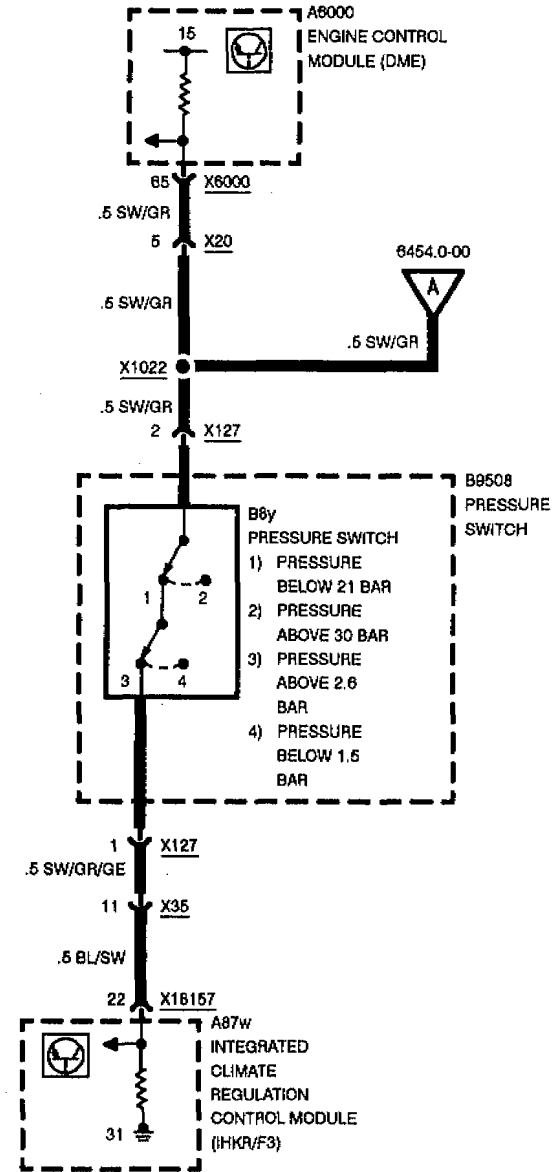 A6000
ENGINE CONTROL
MODULE (DME)
15
65 X6000
.5 SW/GR
5 X20
6454.0-00
A
.5 SW/GR
.5 SW/GR
X1022
.5 SW/GR
2 X127
B9508
PRESSURE
SWITCH
B8y
PRESSURE SWITCH
1) PRESSURE
BELOW 21 BAR
2) PRESSURE
ABOVE 30 BAR
3) PRESSURE
ABOVE 2.6
BAR
4) PRESSURE
BELOW 1.5
BAR
1 2
3 4
1 X127
.5 SW/GR/GE
11 X35
.5 BL/SW
22 X18157
A87w
INTEGRATED
CLIMATE
REGULATION
CONTROL MODULE
(IHKR/F3)
31